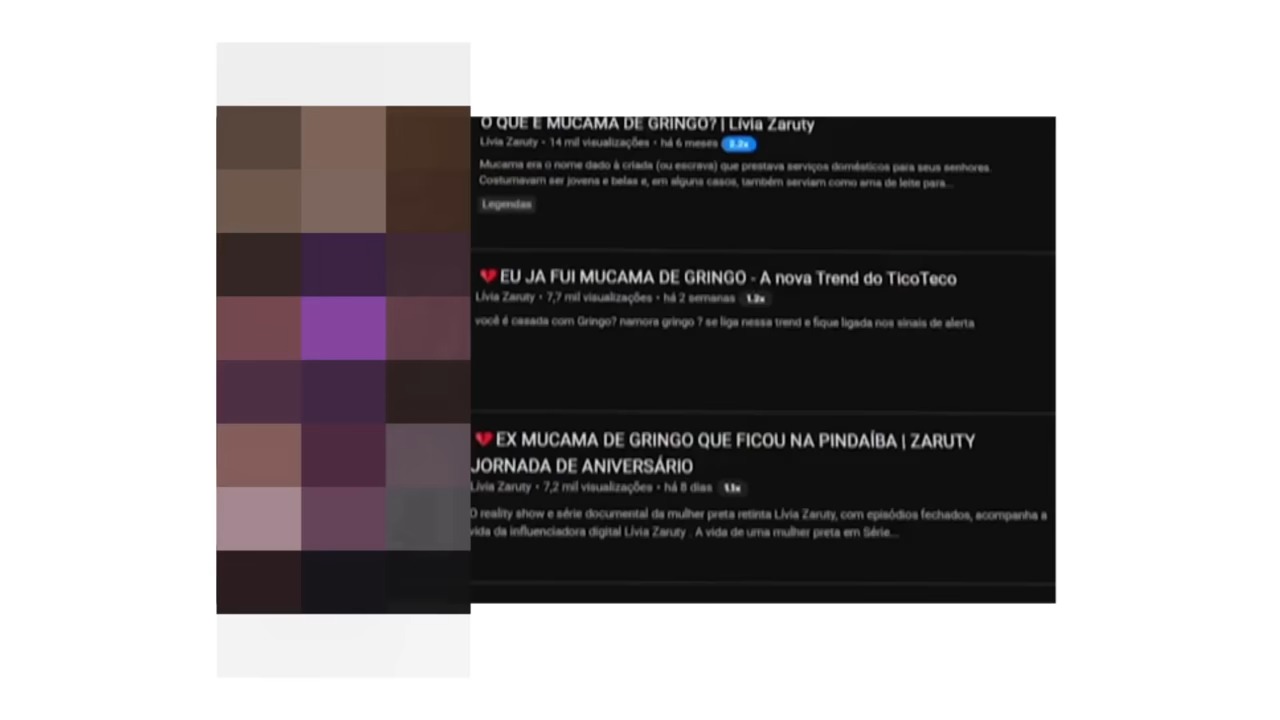 O QUE É MUCAMA DE GRINGO? | Lívia Zaruty
Lívia Zaruty • 14 mil visualizações • há 6 meses 2.2x
Mucama era o nome dado à criada (ou escrava) que prestava serviços domésticos para seus senhores.
Costumavam ser jovens e belas e, em alguns casos, também serviam como ama de leite para...
Legendas
💔EU JA FUI MUCAMA DE GRINGO - A nova Trend do TicoTeco
Lívia Zaruty • 7,7 mil visualizações • há 2 semanas 1.2x
você é casada com Gringo? namora gringo ? se liga nessa trend e fique ligada nos sinais de alerta
💔EX MUCAMA DE GRINGO QUE FICOU NA PINDAÍBA | ZARUTY
JORNADA DE ANIVERSÁRIO
Lívia Zaruty • 7,2 mil visualizações • há 8 dias 1.1x
O reality show e série documental da mulher preta retinta Lívia Zaruty, com episódios fechados, acompanha a
vida da influenciadora digital Lívia Zaruty . A vida de uma mulher preta em Série...